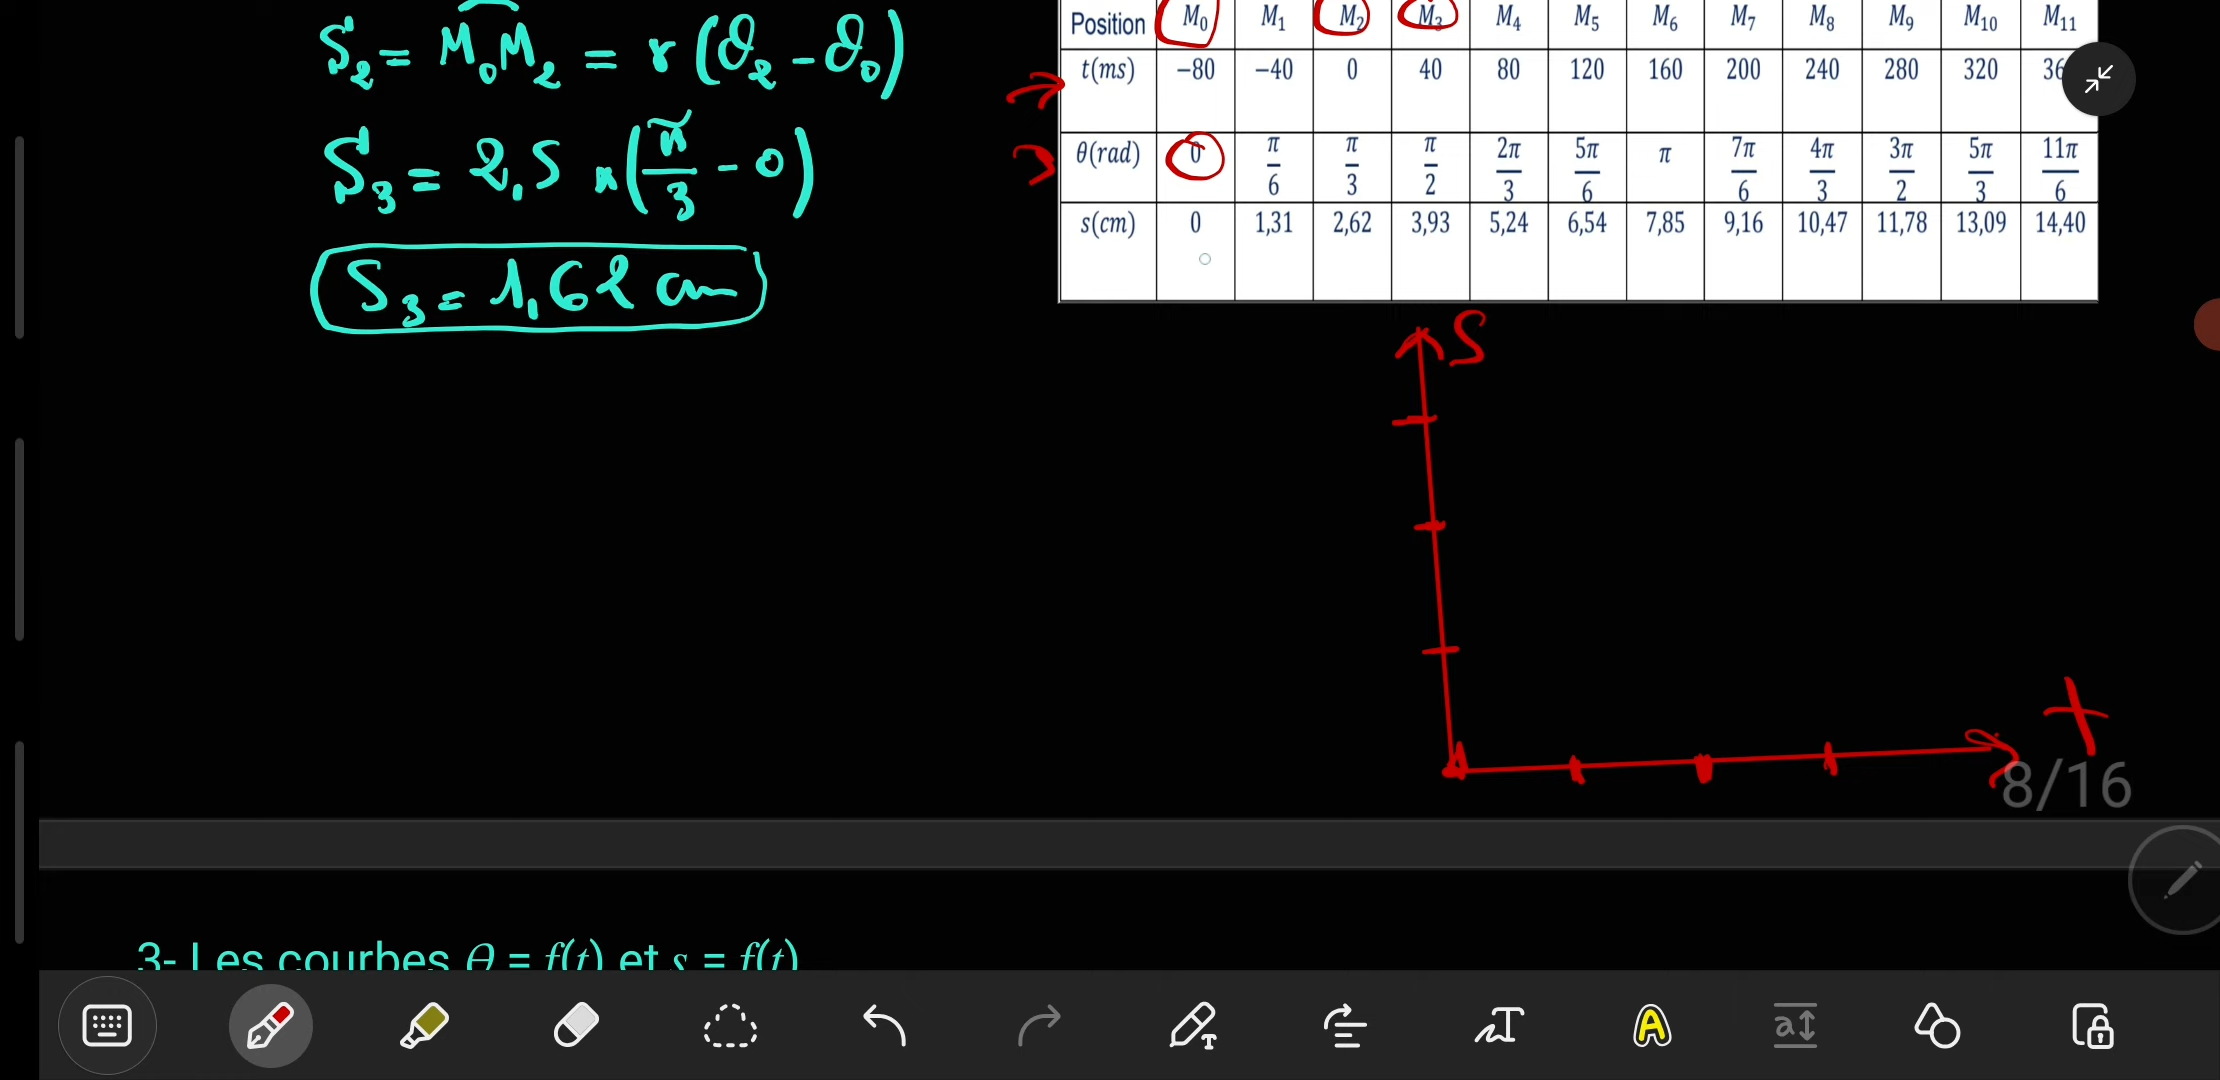 S₂ = M₀M₂ = r (θ₂ - θ₀)
S₃ = 2,5 × (π/3 - 0)
S₃ = 1,62 cm
Position M₀ M₁ M₂ M₃ M₄ M₅ M₆ M₇ M₈ M₉ M₁₀ M₁₁
t(ms) −80 −40 0 40 80 120 160 200 240 280 320 36
θ(rad) 0 π/6 π/3 π/2 2π/3 5π/6 π 7π/6 4π/3 3π/2 5π/3 11π/6
s(cm) 0 1,31 2,62 3,93 5,24 6,54 7,85 9,16 10,47 11,78 13,09 14,40
S
t
8/16
3- Les courbes θ = f(t) et s = f(t)